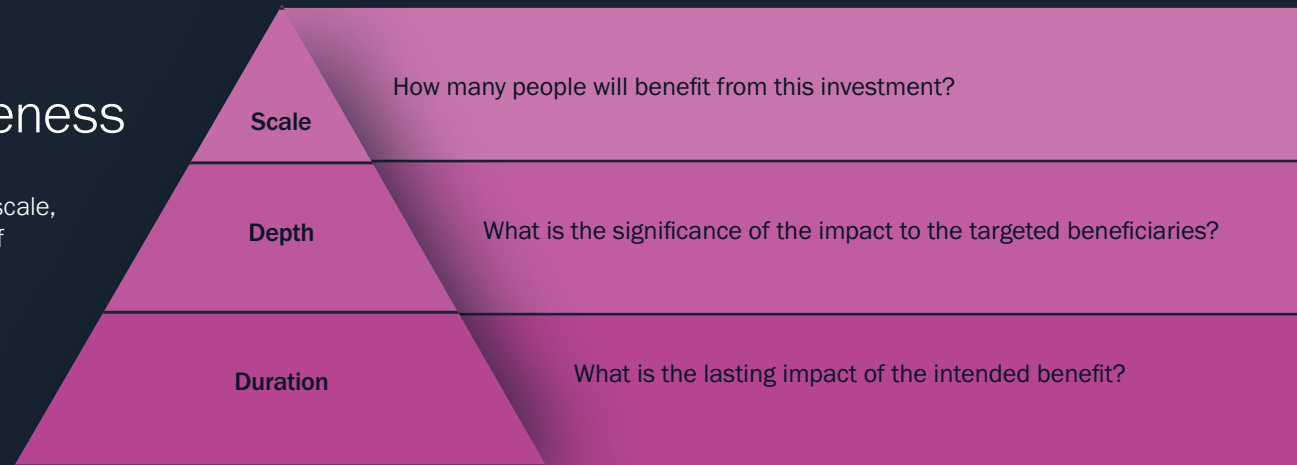 eness
scale,
f
Scale
How many people will benefit from this investment?
Depth
What is the significance of the impact to the targeted beneficiaries?
Duration
What is the lasting impact of the intended benefit?